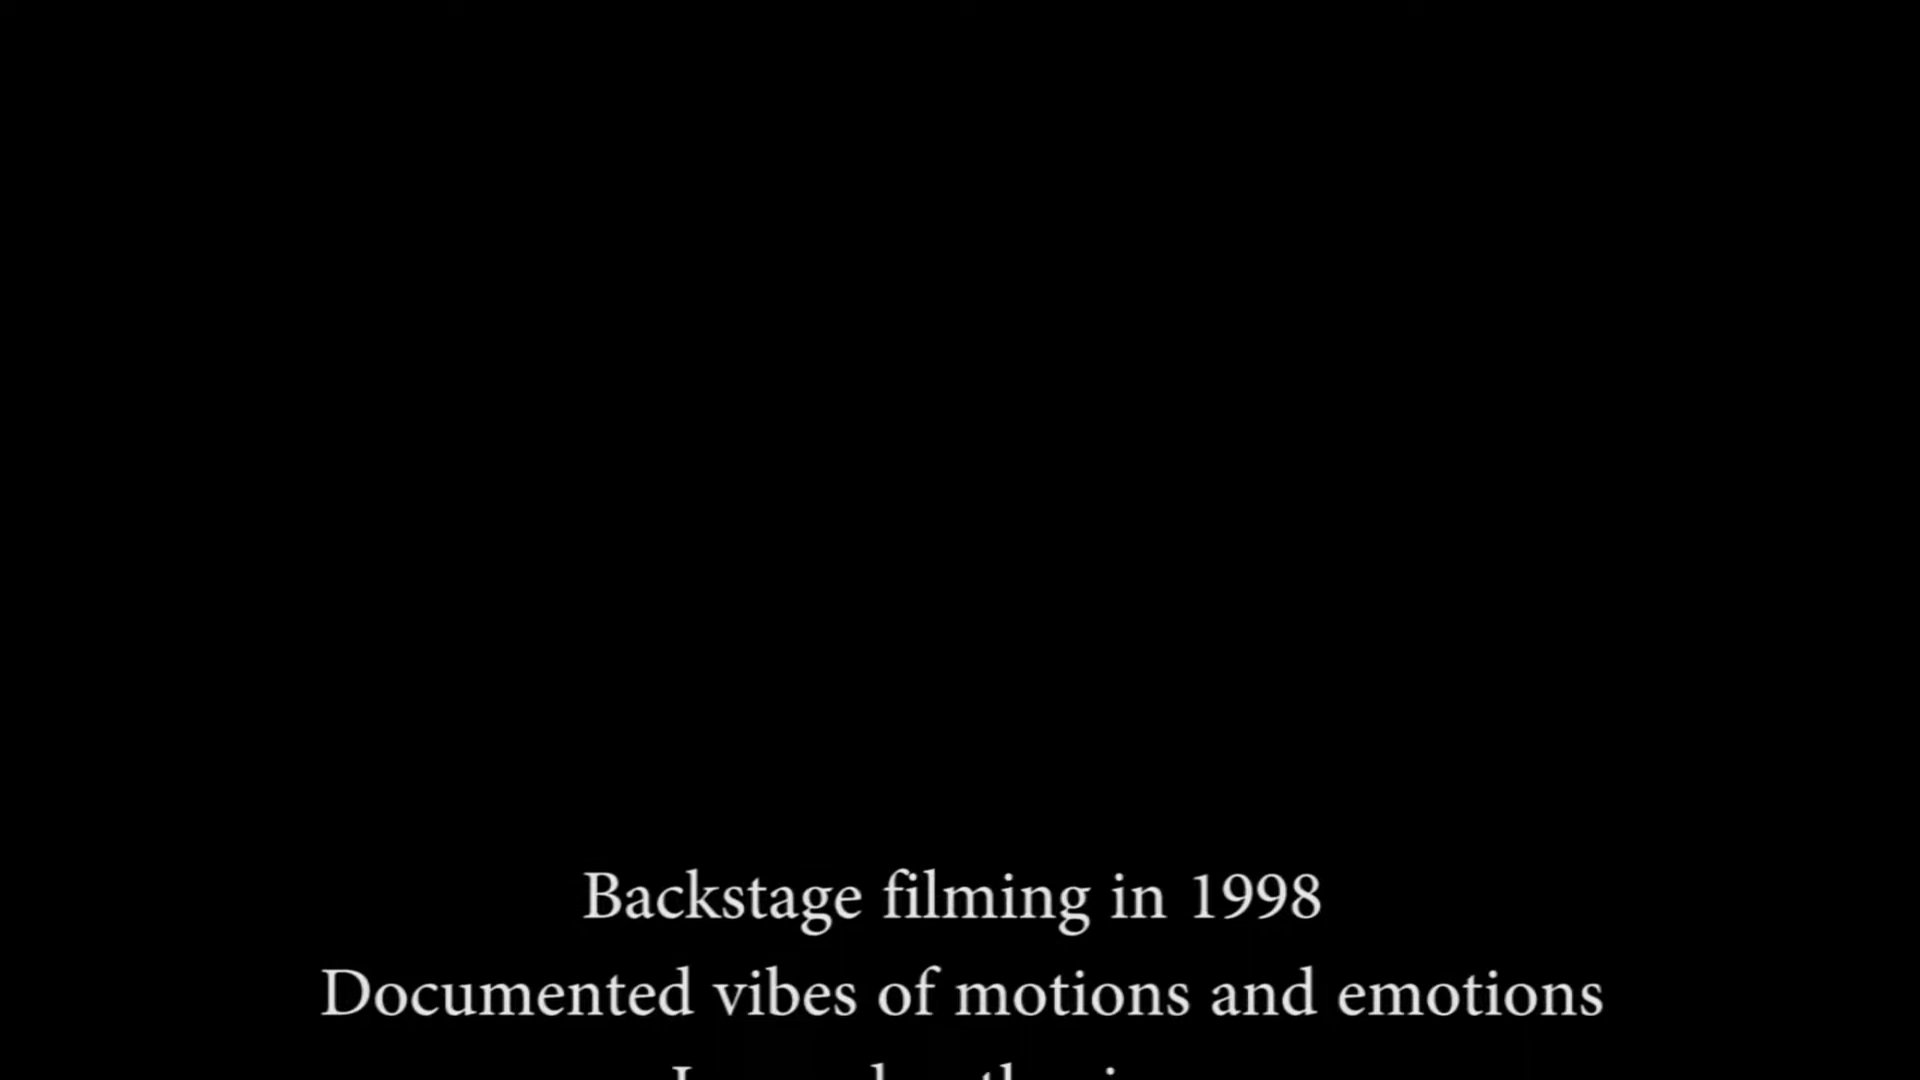 Backstage filming in 1998
Documented vibes of motions and emotions